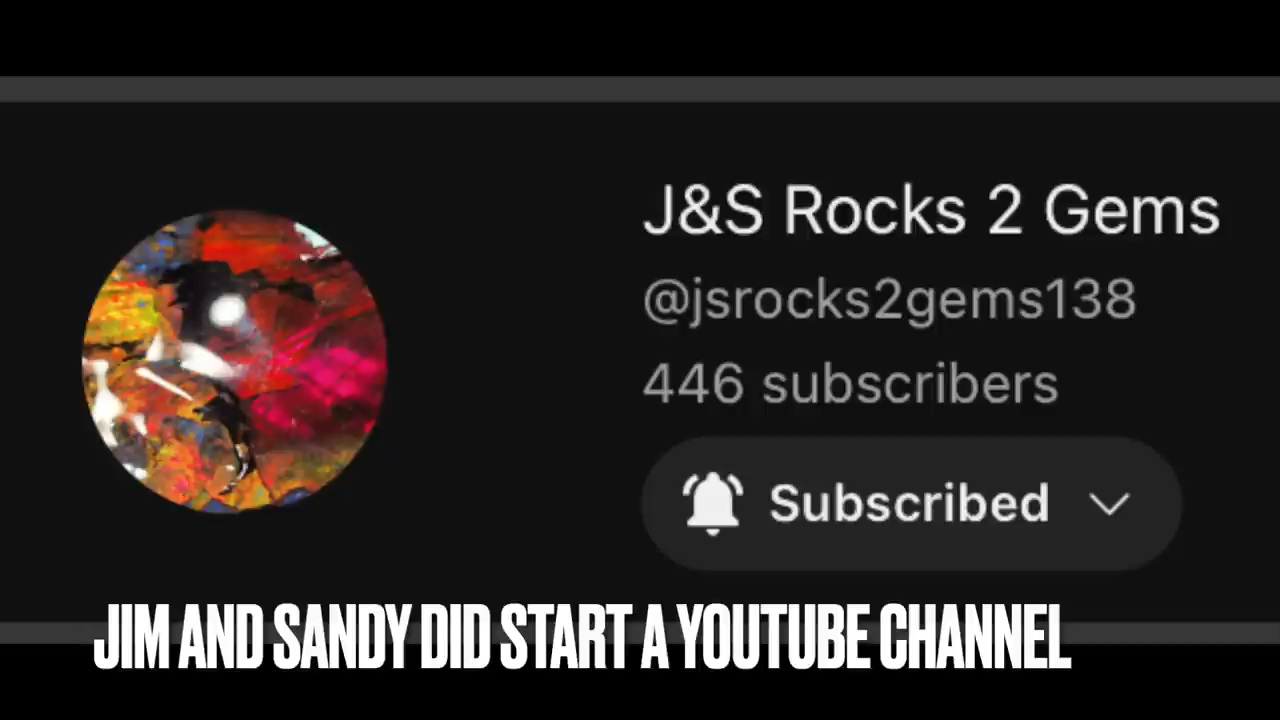 J&S Rocks 2 Gems
@jsrocks2gems138
446 subscribers
Subscribed
JIM AND SANDY DID START A YOUTUBE CHANNEL